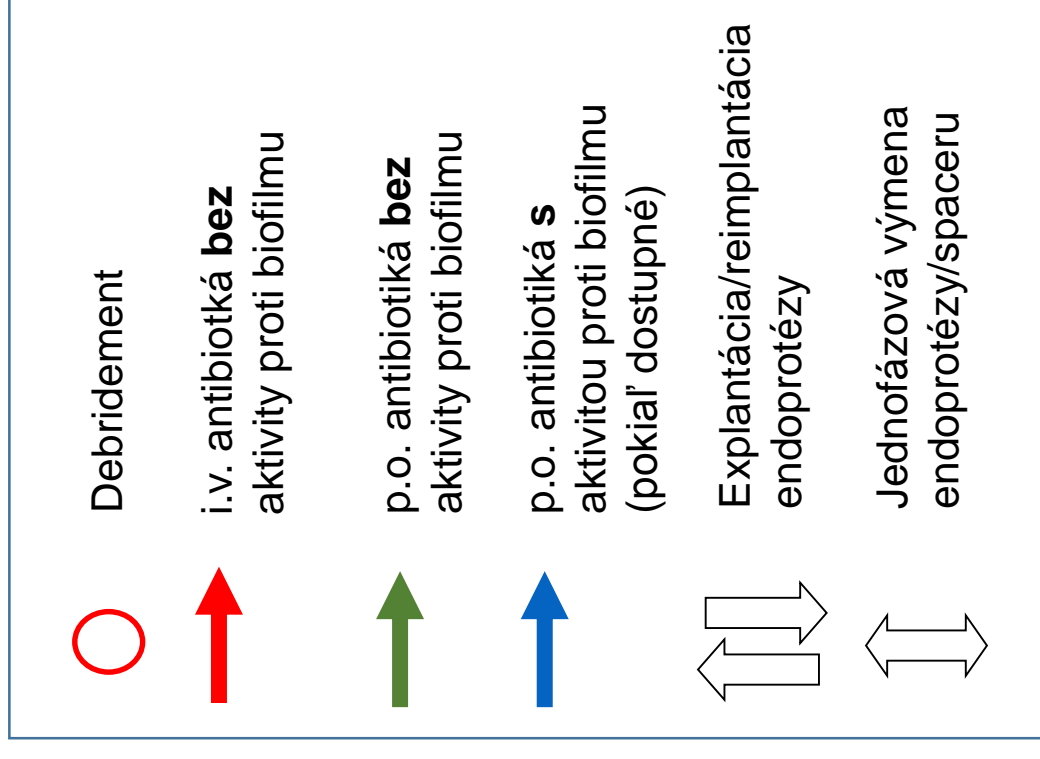 Debridement
i.v. antibiotká bez
aktivity proti biofilmu
p.o. antibiotiká bez
aktivity proti biofilmu
p.o. antibiotiká s
aktivitou proti biofilmu
(pokiaľ dostupné)
Explantácia/reimplantácia
endoprotézy
Jednofázová výmena
endoprotézy/spaceru